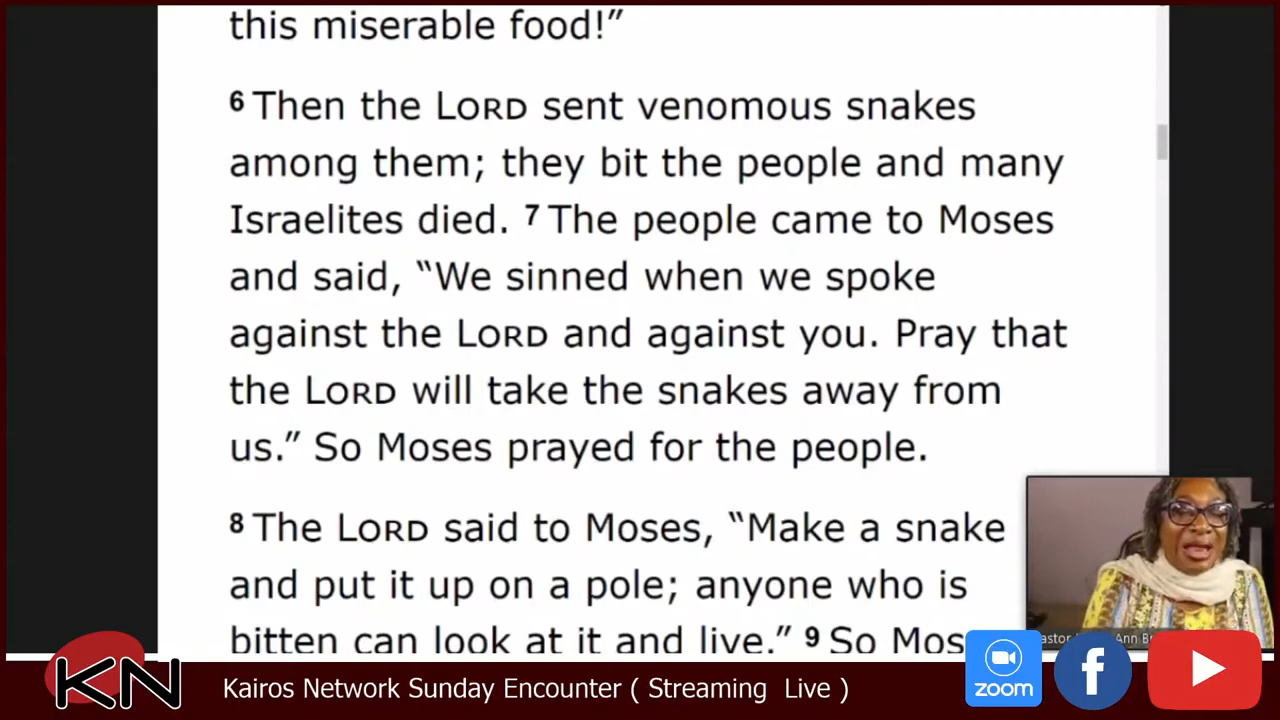 this miserable food!”
6 Then the LORD sent venomous snakes
among them; they bit the people and many
Israelites died. 7 The people came to Moses
and said, “We sinned when we spoke
against the LORD and against you. Pray that
the LORD will take the snakes away from
us.” So Moses prayed for the people.
8 The LORD said to Moses, “Make a snake
and put it up on a pole; anyone who is
bitten can look at it and live.” 9 So
Ann
KN
Kairos Network Sunday Encounter ( Streaming Live )
zoom
f